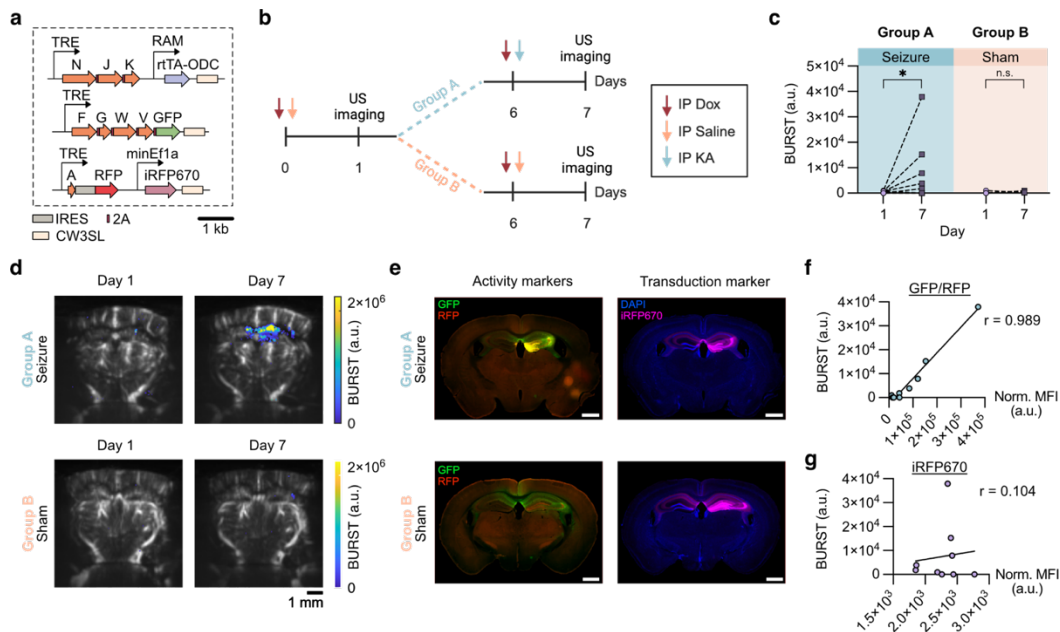 a
TRE
RAM
N J K rtTA-ODC
TRE
F G W V GFP
TRE
minEf1a
A RFP iRFP670
IRES 2A
CW3SL
1 kb
b
US
imaging
Group A
Group B
0
1
US
imaging
Days
6
7
US
imaging
Days
6
7
IP Dox
IP Saline
IP KA
c
Group A Group B
Seizure Sham
* n.s.
BURST (a.u.)
5×10⁴
4×10⁴
3×10⁴
2×10⁴
1×10⁴
0
1 7 1 7
Day
d
Day 1 Day 7
Group A
Seizure
2×10⁶
BURST (a.u.)
0
Group B
Sham
2×10⁶
BURST (a.u.)
0
1 mm
e
Activity markers Transduction marker
Group A
Seizure
GFP
RFP
DAPI
iRFP670
Group B
Sham
GFP
RFP
f
GFP/RFP
BURST (a.u.)
4×10⁴
3×10⁴
2×10⁴
1×10⁴
0
r = 0.989
0
1×10⁵
2×10⁵
3×10⁵
4×10⁵
Norm. MFI
(a.u.)
g
iRFP670
BURST (a.u.)
4×10⁴
3×10⁴
2×10⁴
1×10⁴
0
r = 0.104
1.5×10³
2.0×10³
2.5×10³
3.0×10³
Norm. MFI
(a.u.)